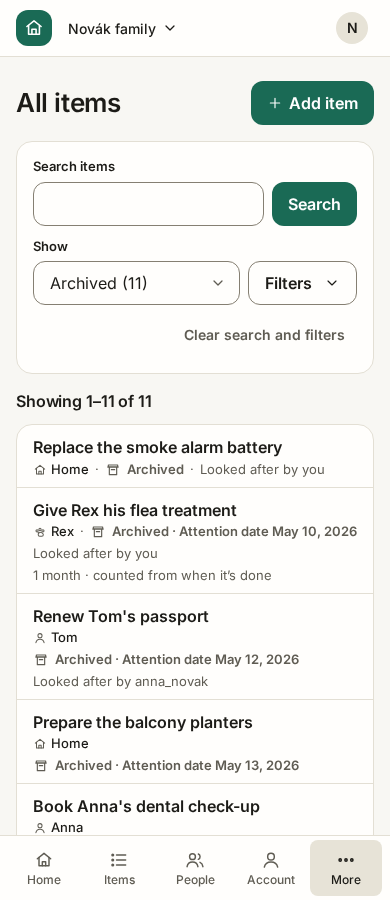 Novák family
N
All items
+ Add item
Search items
Search
Show
Archived (11)
Filters
Clear search and filters
Showing 1–11 of 11
Replace the smoke alarm battery
Home · Archived · Looked after by you
Give Rex his flea treatment
Rex · Archived · Attention date May 10, 2026
Looked after by you
1 month · counted from when it’s done
Renew Tom's passport
Tom
Archived · Attention date May 12, 2026
Looked after by anna_novak
Prepare the balcony planters
Home
Archived · Attention date May 13, 2026
Book Anna's dental check-up
Anna
Home
Items
People
Account
More